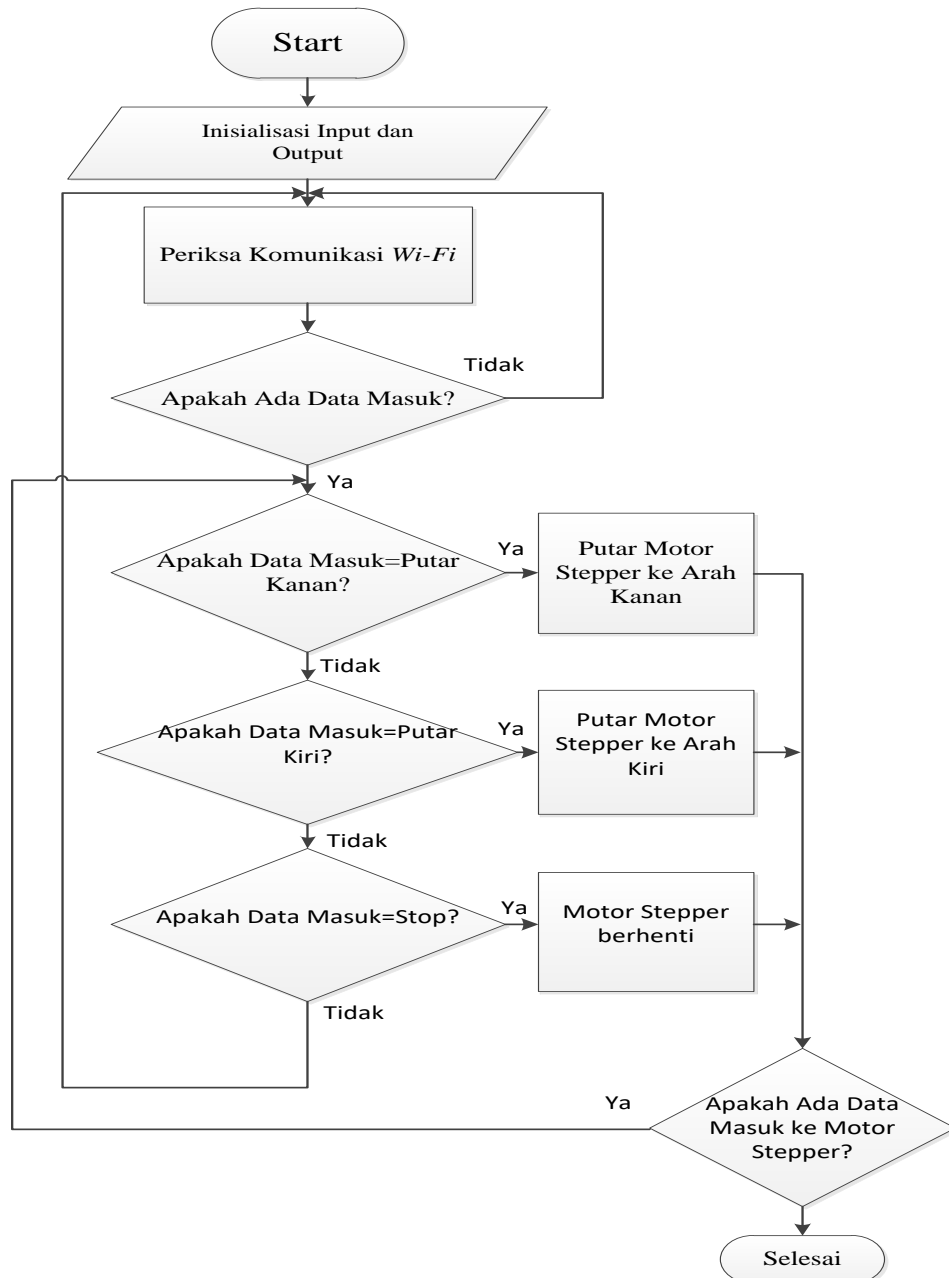 Start
Inisialisasi Input dan
Output
Periksa Komunikasi Wi-Fi
Tidak
Apakah Ada Data Masuk?
Ya
Apakah Data Masuk=Putar
Kanan?
Ya
Putar Motor
Stepper ke Arah
Kanan
Tidak
Apakah Data Masuk=Putar
Kiri?
Ya
Putar Motor
Stepper ke Arah
Kiri
Tidak
Apakah Data Masuk=Stop?
Ya
Motor Stepper
berhenti
Tidak
Ya
Apakah Ada Data
Masuk ke Motor
Stepper?
Selesai